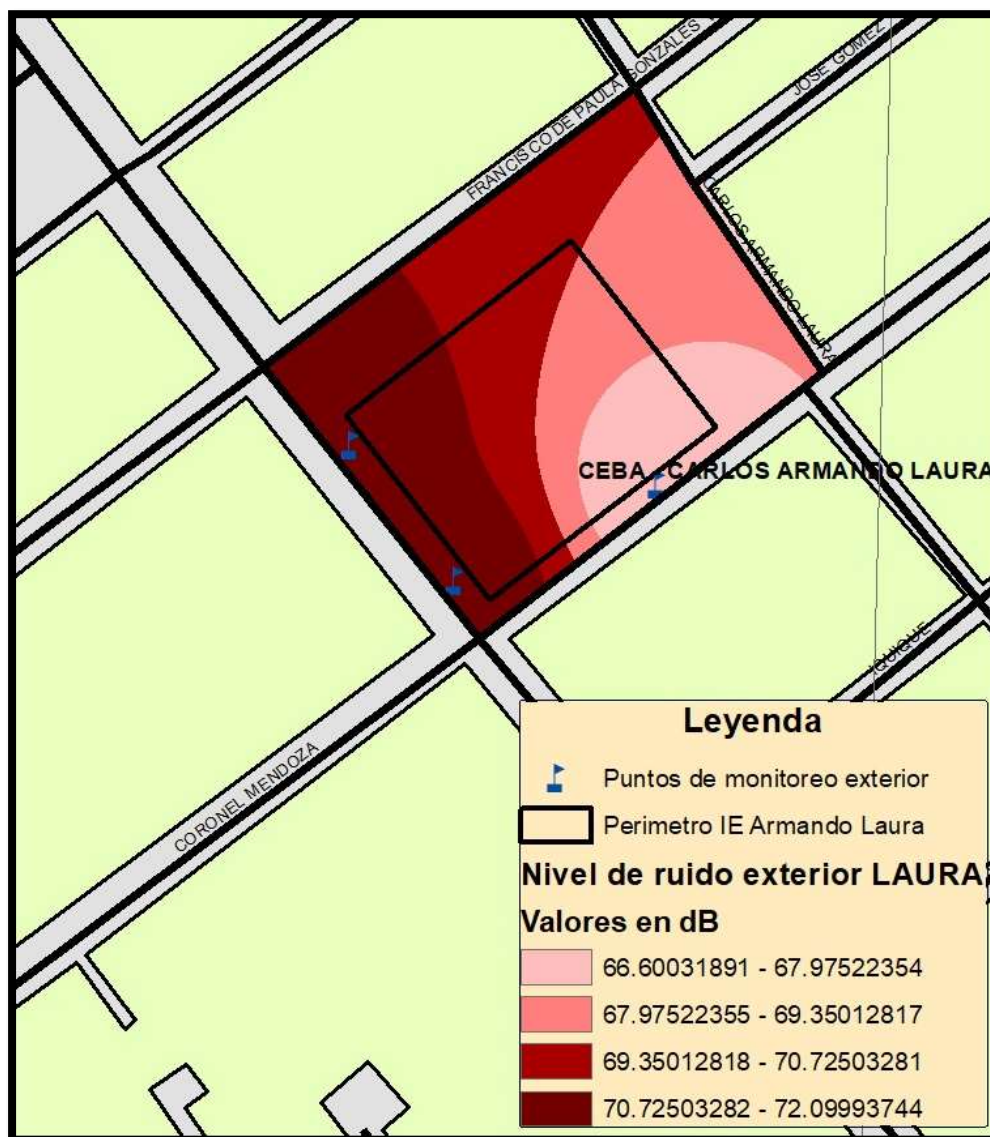 FRANCISCO DE PAULA GONZALES
JOSE GOMEZ
CARLOS ARMANDO LAURA
CEBA - CARLOS ARMANDO LAURA
IQUIQUE
CORONEL MENDOZA
Leyenda
Puntos de monitoreo exterior
Perimetro IE Armando Laura
Nivel de ruido exterior LAURA
Valores en dB
66.60031891 - 67.97522354
67.97522355 - 69.35012817
69.35012818 - 70.72503281
70.72503282 - 72.09993744